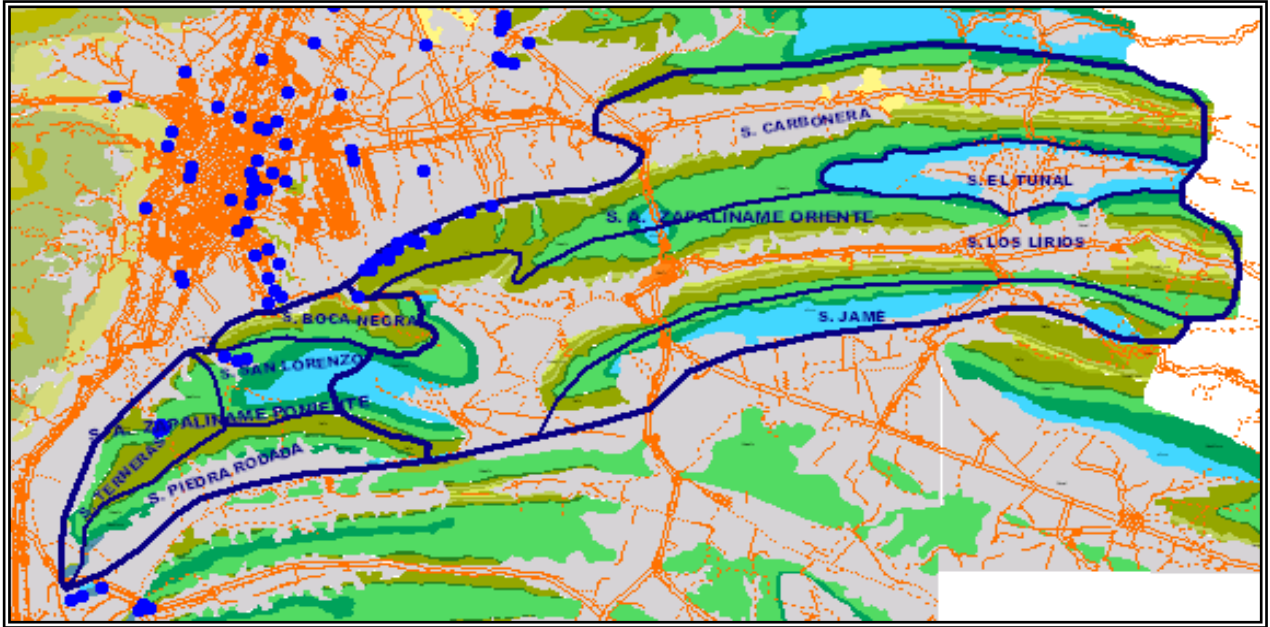 S. CARBONERA
S. EL TUNAL
S. A. ZAPALINAME ORIENTE
S. LOS LIRIOS
S. JAME
S. BOCA NEGRA
S. SAN LORENZO
S. A. ZAPALINAME PONIENTE
S. TERNERAS
S. PIEDRA RODADA